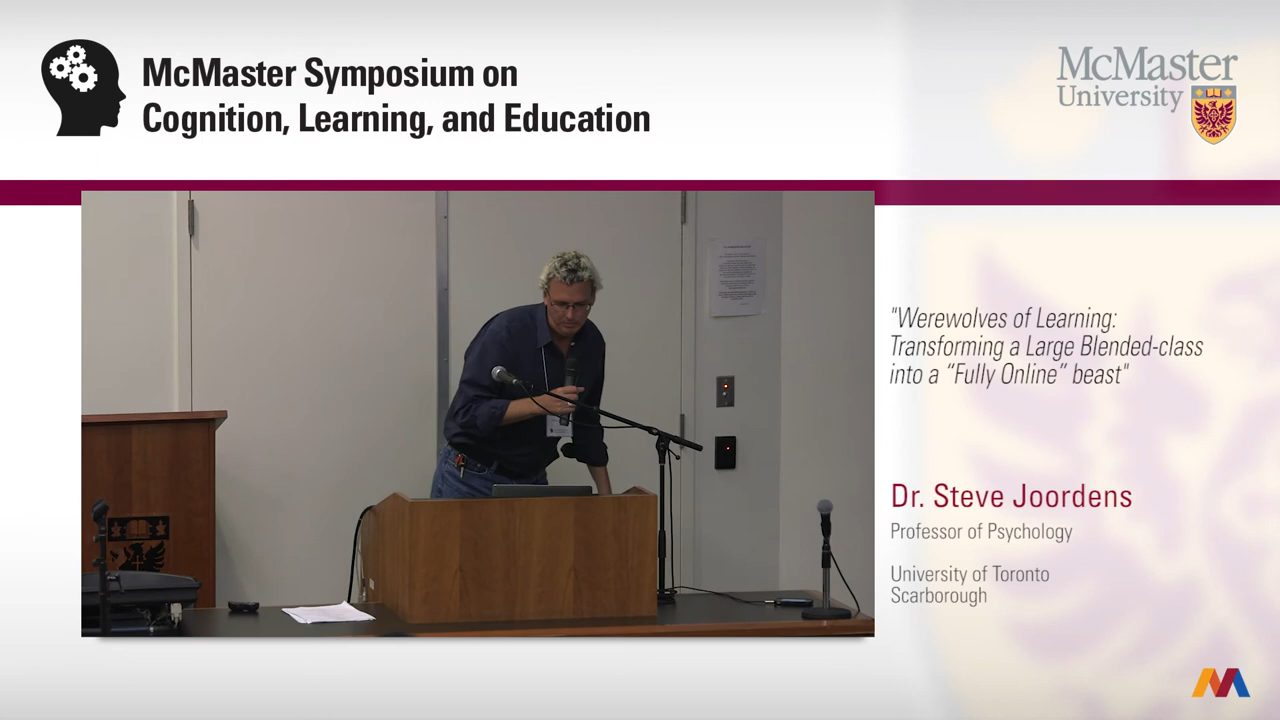 McMaster Symposium on
Cognition, Learning, and Education
McMaster
University
"Werewolves of Learning:
Transforming a Large Blended-class
into a “Fully Online” beast"
Dr. Steve Joordens
Professor of Psychology
University of Toronto
Scarborough